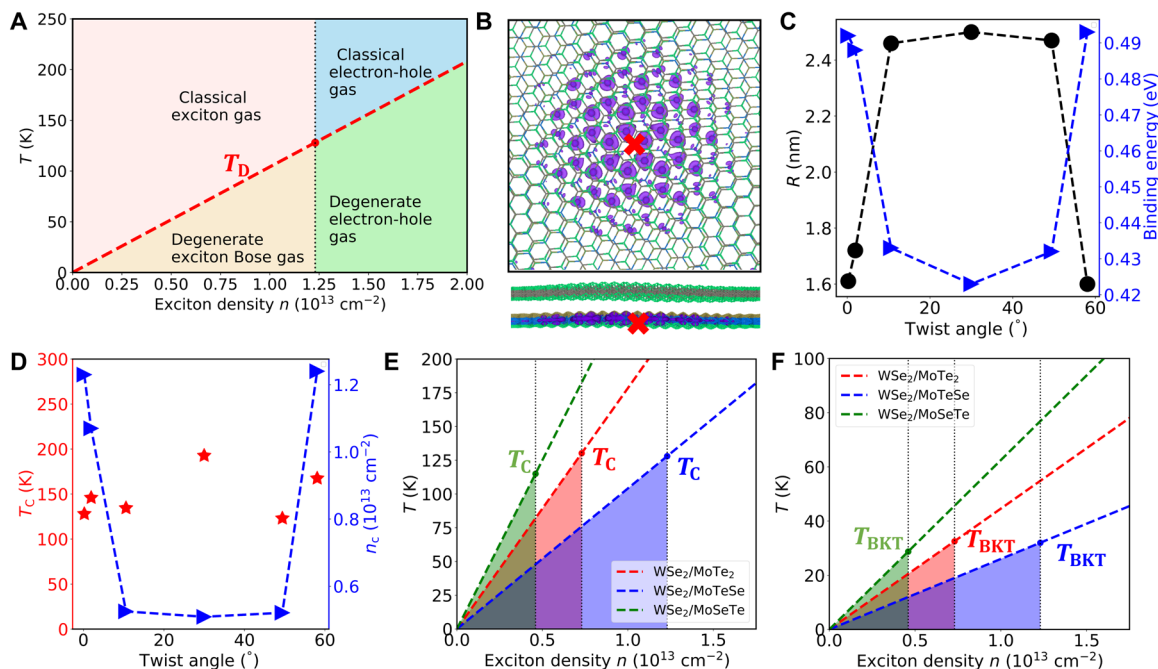 A
250
200
150
100
50
0
T (K)
Classical
exciton gas
Classical
electron-hole
gas
T_D
Degenerate
exciton Bose gas
Degenerate
electron-hole
gas
0.00 0.25 0.50 0.75 1.00 1.25 1.50 1.75 2.00
Exciton density n (10¹³ cm⁻²)
B
C
2.4
2.2
2.0
1.8
1.6
R (nm)
0.49
0.48
0.47
0.46
0.45
0.44
0.43
0.42
Binding energy (eV)
0 20 40 60
Twist angle (°)
D
300
250
200
150
100
50
0
T_C (K)
1.2
1.0
0.8
0.6
n_c (10¹³ cm⁻²)
0 20 40 60
Twist angle (°)
E
200
175
150
125
100
75
50
25
0
T (K)
T_C
T_C
T_C
WSe₂/MoTe₂
WSe₂/MoTeSe
WSe₂/MoSeTe
0.0 0.5 1.0 1.5
Exciton density n (10¹³ cm⁻²)
F
100
80
60
40
20
0
T (K)
WSe₂/MoTe₂
WSe₂/MoTeSe
WSe₂/MoSeTe
T_BKT
T_BKT
T_BKT
0.0 0.5 1.0 1.5
Exciton density n (10¹³ cm⁻²)